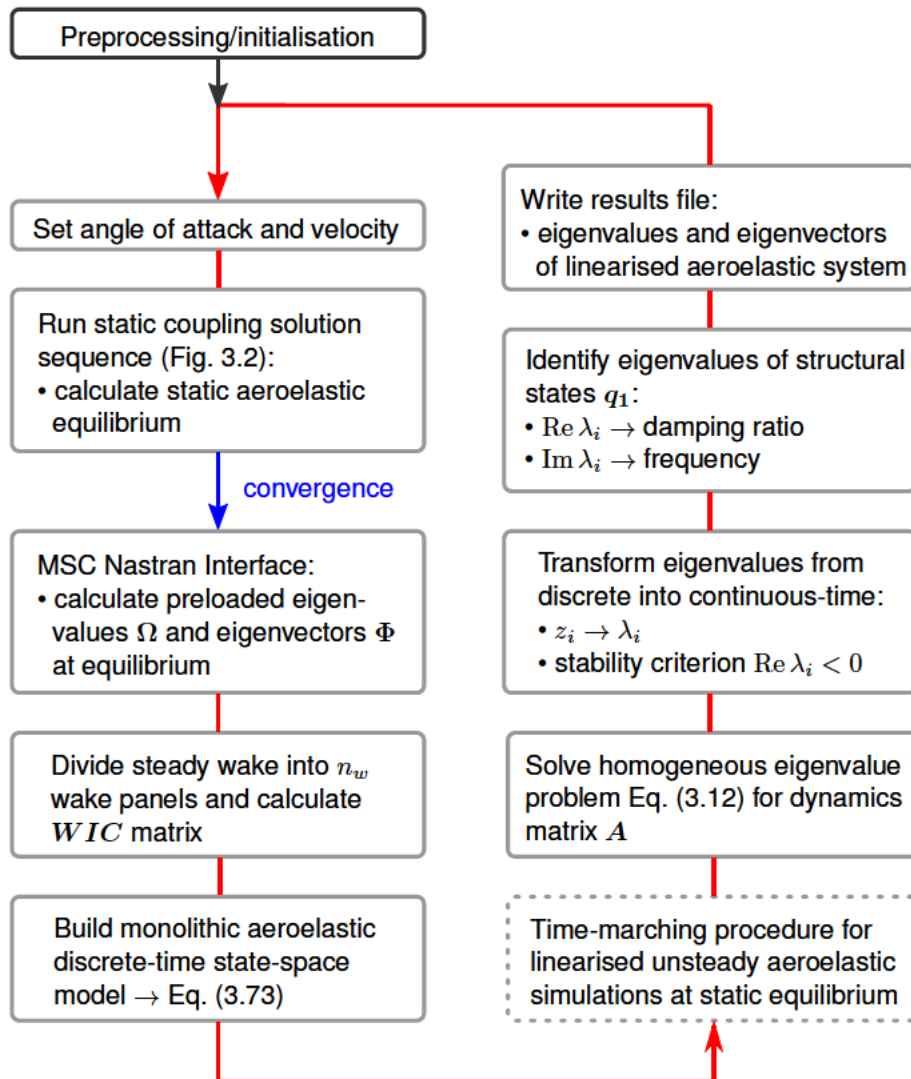 Preprocessing/initialisation
Set angle of attack and velocity
Run static coupling solution
sequence (Fig. 3.2):
• calculate static aeroelastic
equilibrium
convergence
MSC Nastran Interface:
• calculate preloaded eigen-
values Ω and eigenvectors Φ
at equilibrium
Divide steady wake into n_w
wake panels and calculate
WIC matrix
Build monolithic aeroelastic
discrete-time state-space
model → Eq. (3.73)
Time-marching procedure for
linearised unsteady aeroelastic
simulations at static equilibrium
Solve homogeneous eigenvalue
problem Eq. (3.12) for dynamics
matrix A
Transform eigenvalues from
discrete into continuous-time:
• z_i → λ_i
• stability criterion Re λ_i < 0
Identify eigenvalues of structural
states q_1:
• Re λ_i → damping ratio
• Im λ_i → frequency
Write results file:
• eigenvalues and eigenvectors
of linearised aeroelastic system